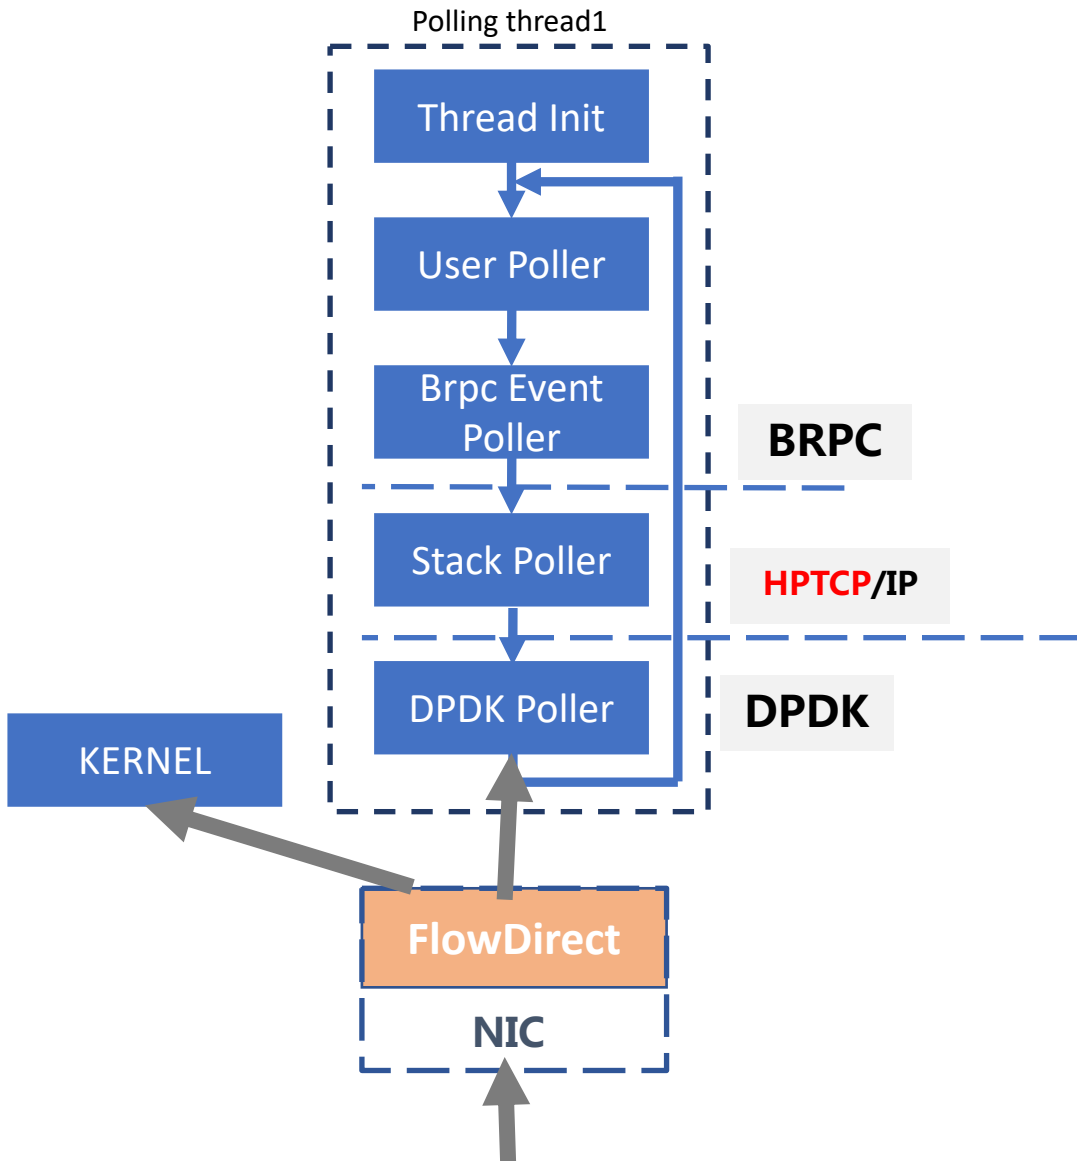 Polling thread1
Thread Init
User Poller
Brpc Event
Poller
BRPC
Stack Poller
HPTCP/IP
DPDK Poller
DPDK
KERNEL
FlowDirect
NIC